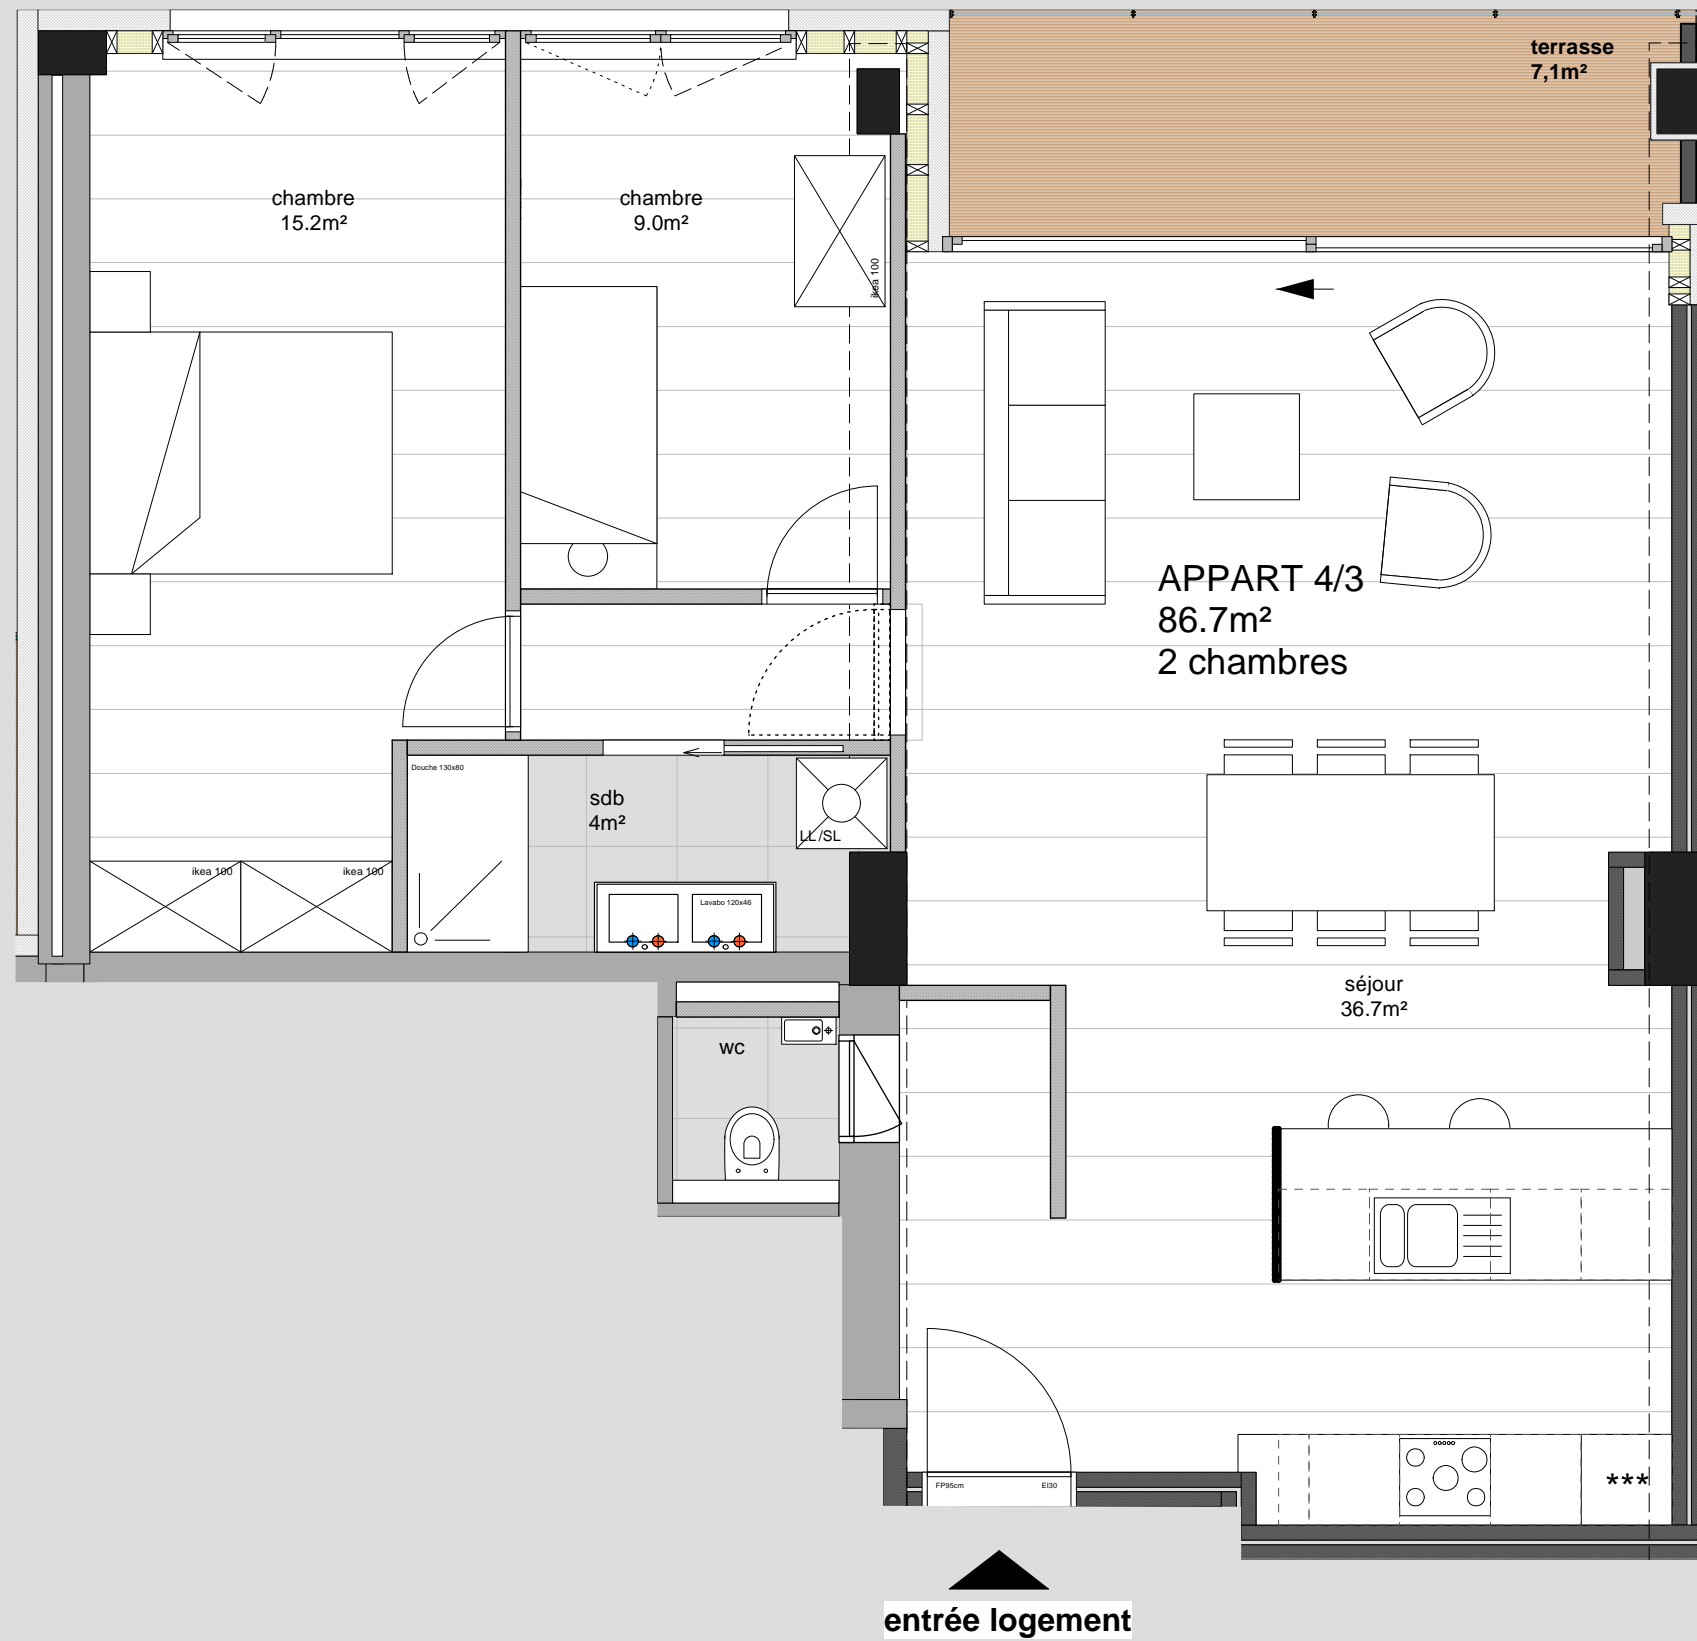 terrasse
7,1m²
chambre
15.2m²
chambre
9.0m²
ikea 100
APPART 4/3
86.7m²
2 chambres
Douche 130x80
sdb
4m²
LL /SL
ikea 100
ikea 100
Lavabo 120x46
séjour
36.7m²
wc
***
FP95cm
EI30
entrée logement